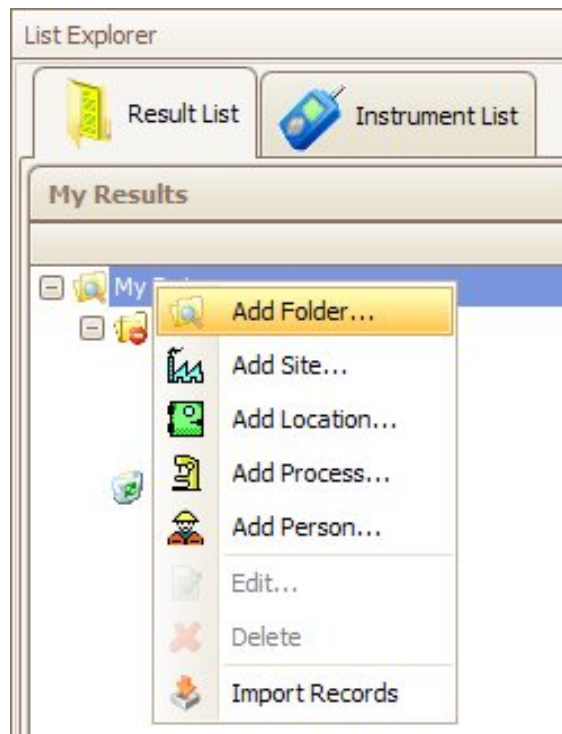 List Explorer
Result List
Instrument List
My Results
My
Add Folder...
Add Site...
Add Location...
Add Process...
Add Person...
Edit...
Delete
Import Records